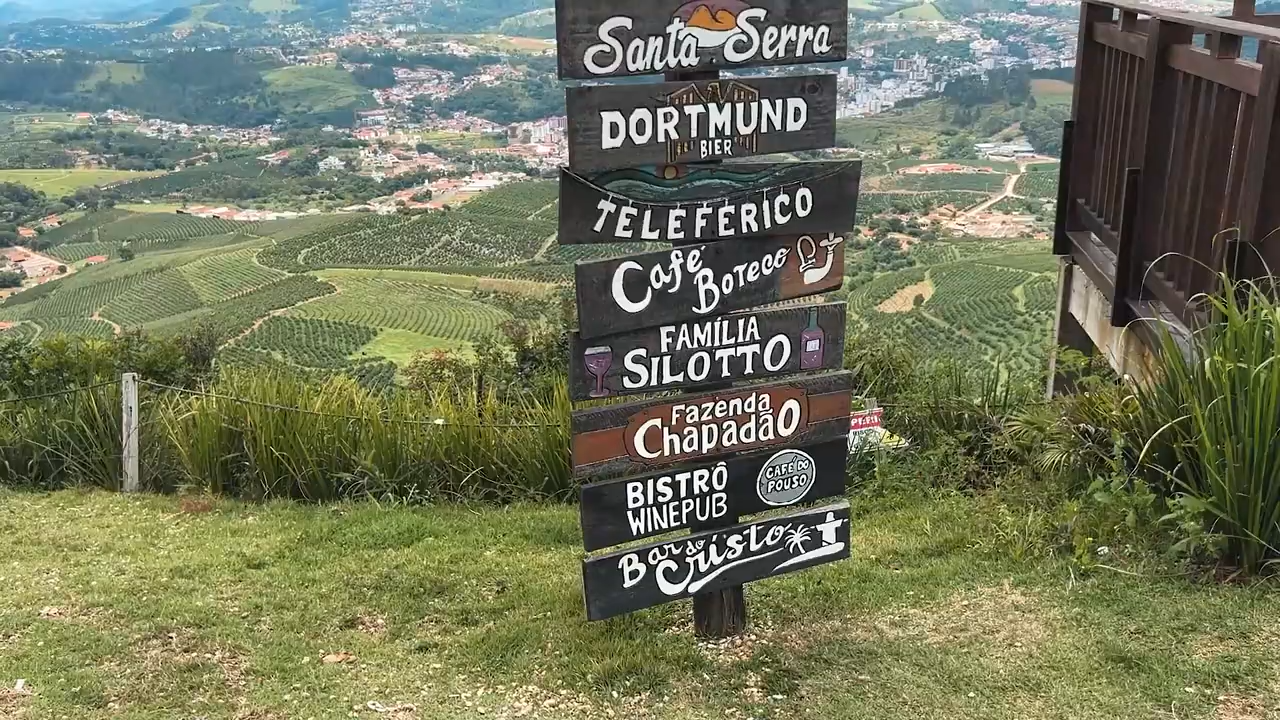 Santa Serra
DORTMUND
BIER
TELEFÉRICO
Café
Boteco
FAMÍLIA
SILOTTO
Fazenda
Chapadão
BISTRÔ
WINEPUB
CAFÉ DO
POUSO
Bar do
Cristo